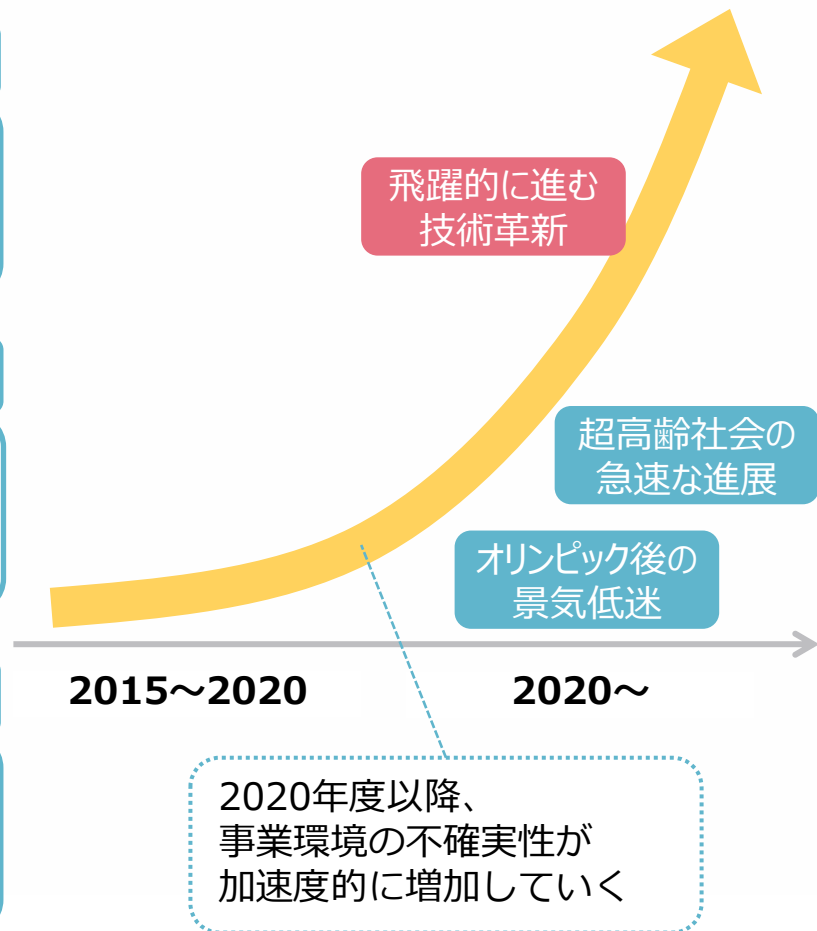 飛躍的に進む
技術革新
超高齢社会の
急速な進展
オリンピック後の
景気低迷
2015～2020
2020～
2020年度以降、
事業環境の不確実性が
加速度的に増加していく